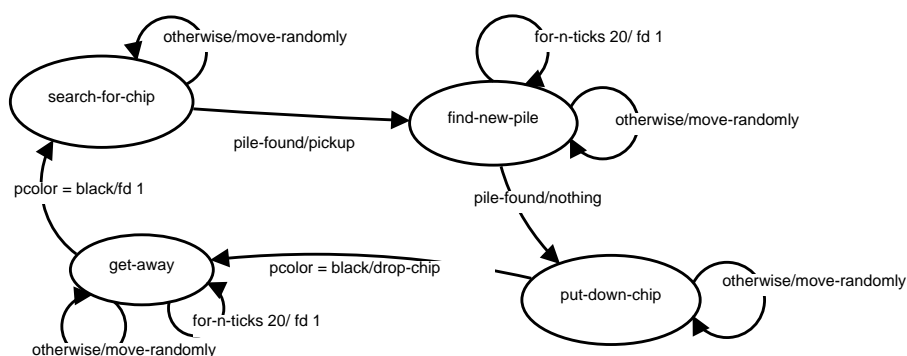 otherwise/move-randomly
for-n-ticks 20/ fd 1
search-for-chip
find-new-pile
otherwise/move-randomly
pile-found/pickup
pcolor = black/fd 1
pile-found/nothing
get-away
pcolor = black/drop-chip
put-down-chip
otherwise/move-randomly
for-n-ticks 20/ fd 1
otherwise/move-randomly